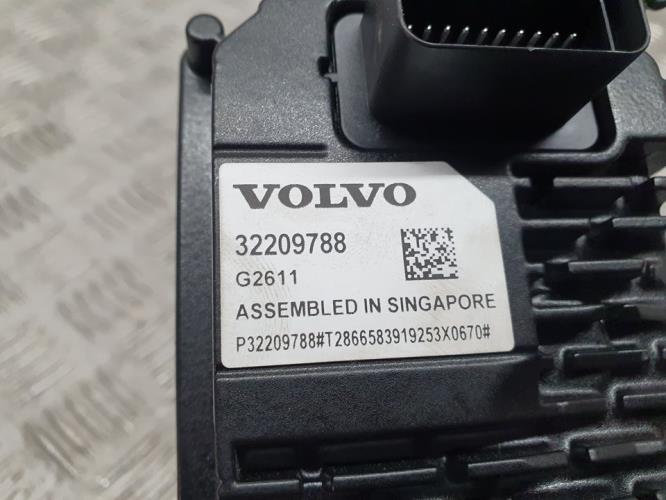 VOLVO
32209788
G2611
ASSEMBLED IN SINGAPORE
P32209788#T2866583919253X0670#